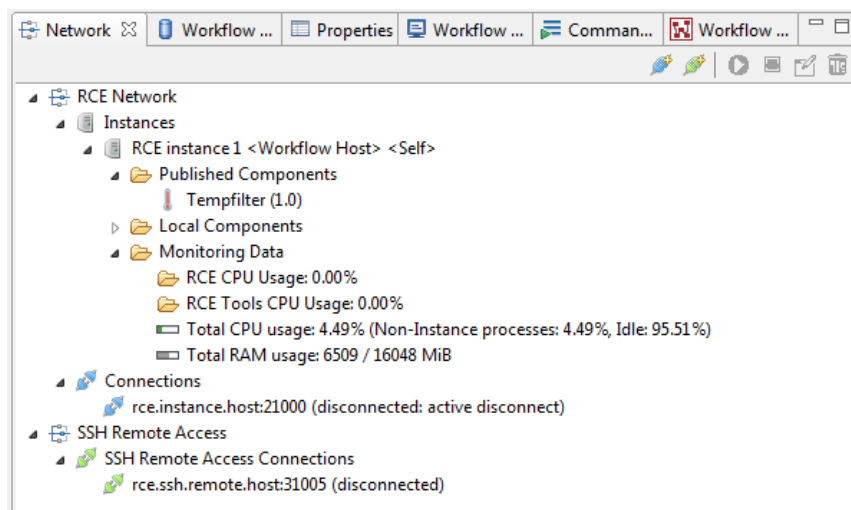 Network Workflow ... Properties Workflow ... Comman... Workflow ...
RCE Network
Instances
RCE instance 1 <Workflow Host> <Self>
Published Components
Tempfilter (1.0)
Local Components
Monitoring Data
RCE CPU Usage: 0.00%
RCE Tools CPU Usage: 0.00%
Total CPU usage: 4.49% (Non-Instance processes: 4.49%, Idle: 95.51%)
Total RAM usage: 6509 / 16048 MiB
Connections
rce.instance.host:21000 (disconnected: active disconnect)
SSH Remote Access
SSH Remote Access Connections
rce.ssh.remote.host:31005 (disconnected)